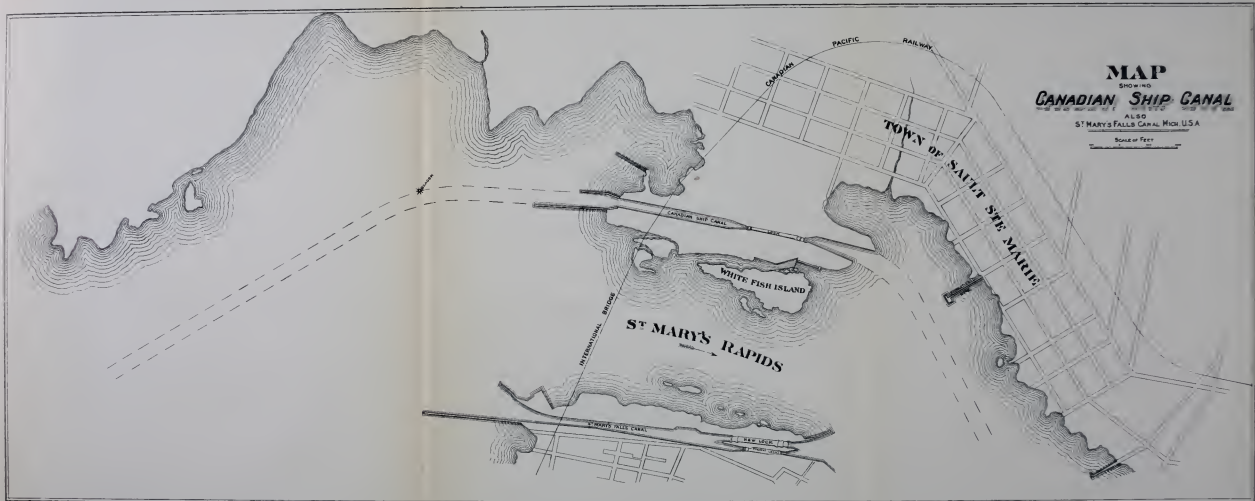 MAP
SHOWING
CANADIAN SHIP CANAL
ALSO
ST MARY'S FALLS CANAL MICH. U.S.A
SCALE OF FEET
CANADIAN PACIFIC RAILWAY
TOWN OF SAULT STE MARIE
CANADIAN SHIP CANAL
LOCK
WHITE FISH ISLAND
INTERNATIONAL BRIDGE
ST MARY'S RAPIDS
ST MARY'S FALLS CANAL